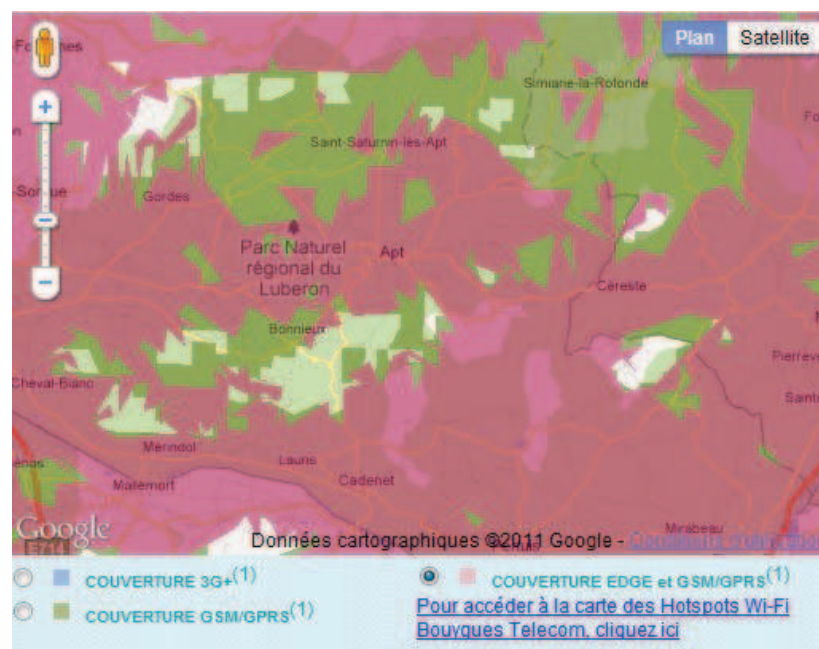 Plan Satellite
Simiane-la-Rotonde
Saint-Saturnin-lès-Apt
Gordes
Parc Naturel
régional du
Luberon
Apt
Céreste
Bonnieux
Cheval-Blanc
Mérindol
Lauris
Mallemort
Cadenet
Mirabeau
Google
Données cartographiques ©2011 Google -
E714
COUVERTURE 3G+(1)
COUVERTURE EDGE et GSM/GPRS(1)
COUVERTURE GSM/GPRS(1)
Pour accéder à la carte des Hotspots Wi-Fi
Bouygues Telecom, cliquez ici